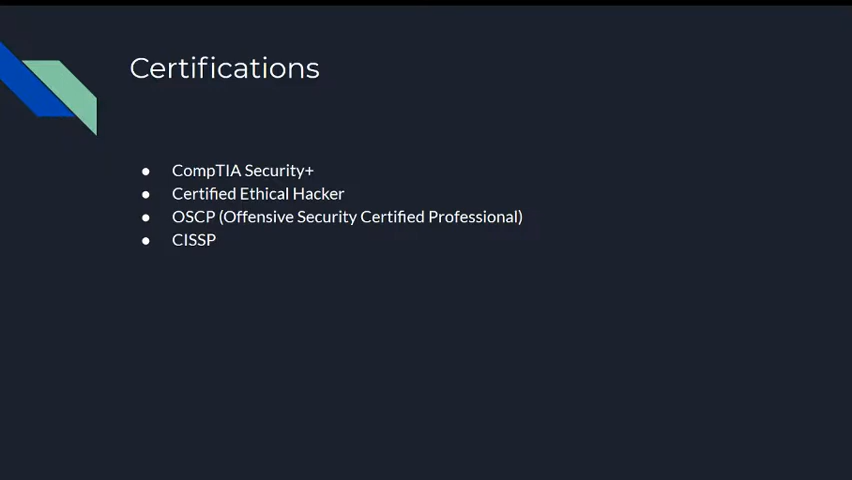 Certifications
● CompTIA Security+
● Certified Ethical Hacker
● OSCP (Offensive Security Certified Professional)
● CISSP